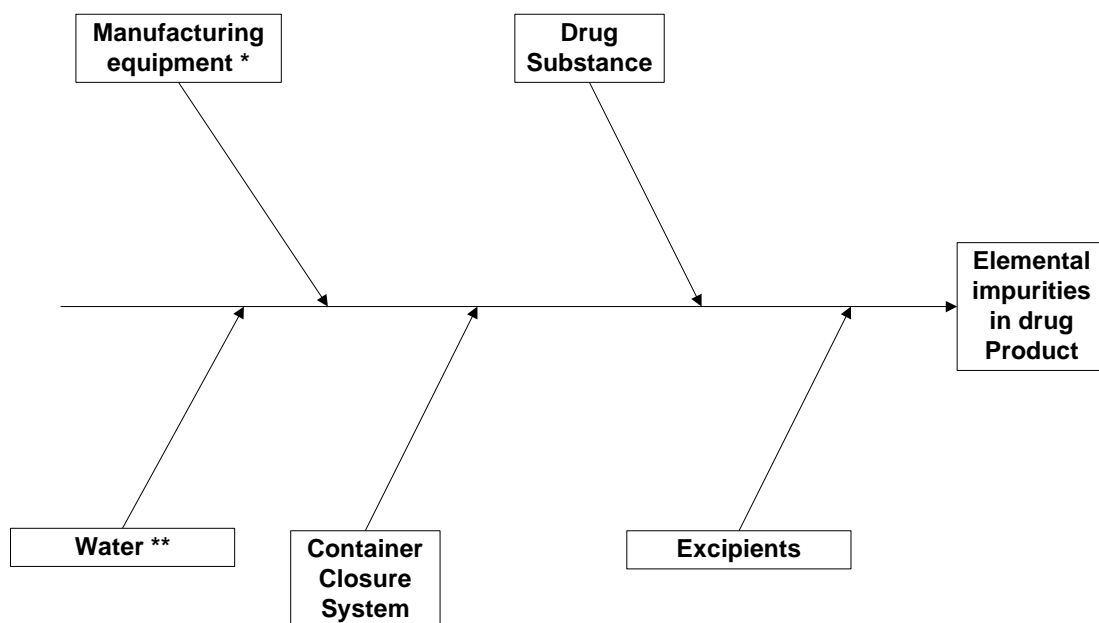 Manufacturing
equipment *
Drug
Substance
Elemental
impurities
in drug
Product
Water **
Container
Closure
System
Excipients